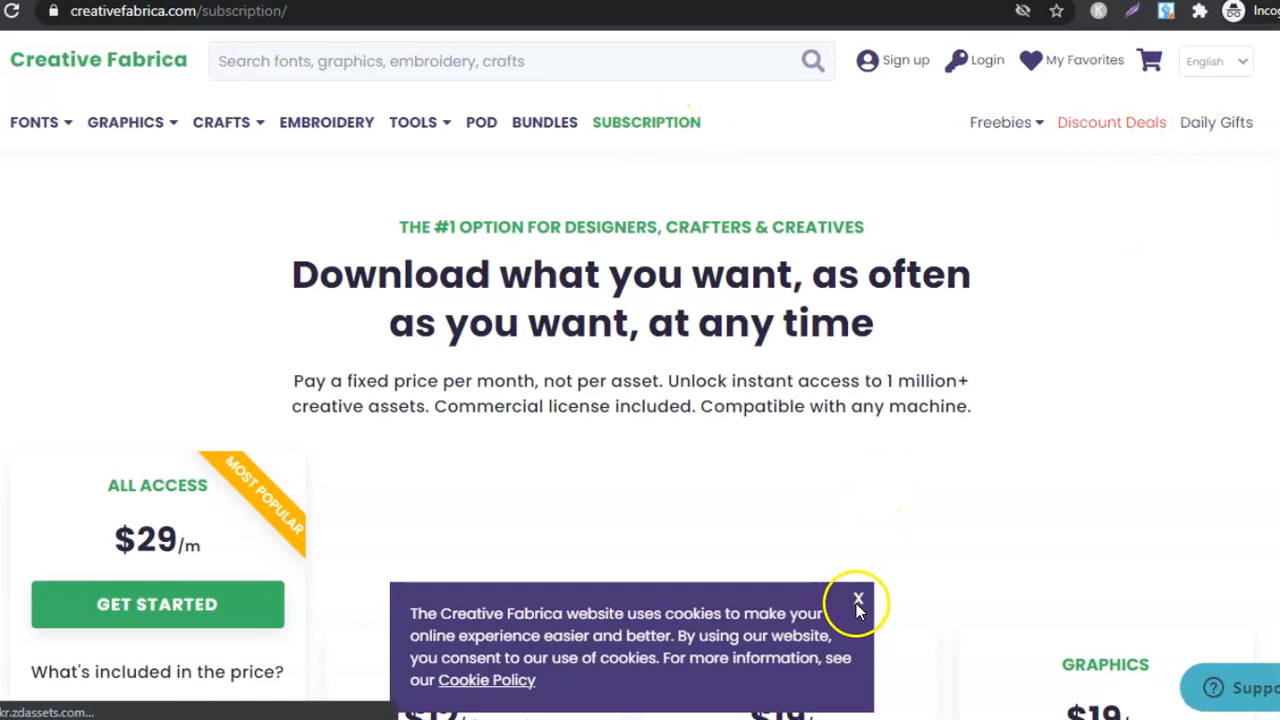 creativefabrica.com/subscription/
Incog
Creative Fabrica
Search fonts, graphics, embroidery, crafts
Sign up
Login
My Favorites
English
FONTS
GRAPHICS
CRAFTS
EMBROIDERY
TOOLS
POD
BUNDLES
SUBSCRIPTION
Freebies
Discount Deals
Daily Gifts
THE #1 OPTION FOR DESIGNERS, CRAFTERS & CREATIVES
Download what you want, as often
as you want, at any time
Pay a fixed price per month, not per asset. Unlock instant access to 1 million+
creative assets. Commercial license included. Compatible with any machine.
MOST POPULAR
ALL ACCESS
$29/m
GET STARTED
What's included in the price?
X
The Creative Fabrica website uses cookies to make your
online experience easier and better. By using our website,
you consent to our use of cookies. For more information, see
our Cookie Policy
GRAPHICS
$19
Suppo
kr.zdassets.com...